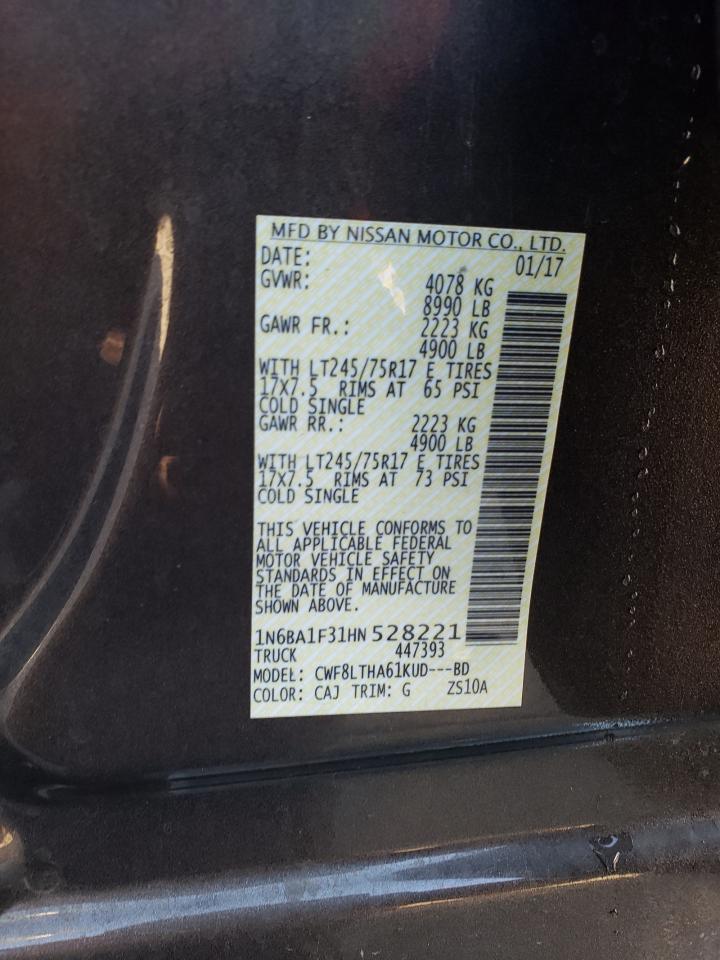 MFD BY NISSAN MOTOR CO., LTD.
DATE: 01/17
GVWR: 4078 KG
8990 LB
GAWR FR.: 2223 KG
4900 LB
WITH LT245/75R17 E TIRES
17X7.5 RIMS AT 65 PSI
COLD SINGLE
GAWR RR.: 2223 KG
4900 LB
WITH LT245/75R17 E TIRES
17X7.5 RIMS AT 73 PSI
COLD SINGLE
THIS VEHICLE CONFORMS TO
ALL APPLICABLE FEDERAL
MOTOR VEHICLE SAFETY
STANDARDS IN EFFECT ON
THE DATE OF MANUFACTURE
SHOWN ABOVE.
1N6BA1F31HN528221
TRUCK 447393
MODEL: CWF8LTHA61KUD---BD
COLOR: CAJ TRIM: G ZS10A